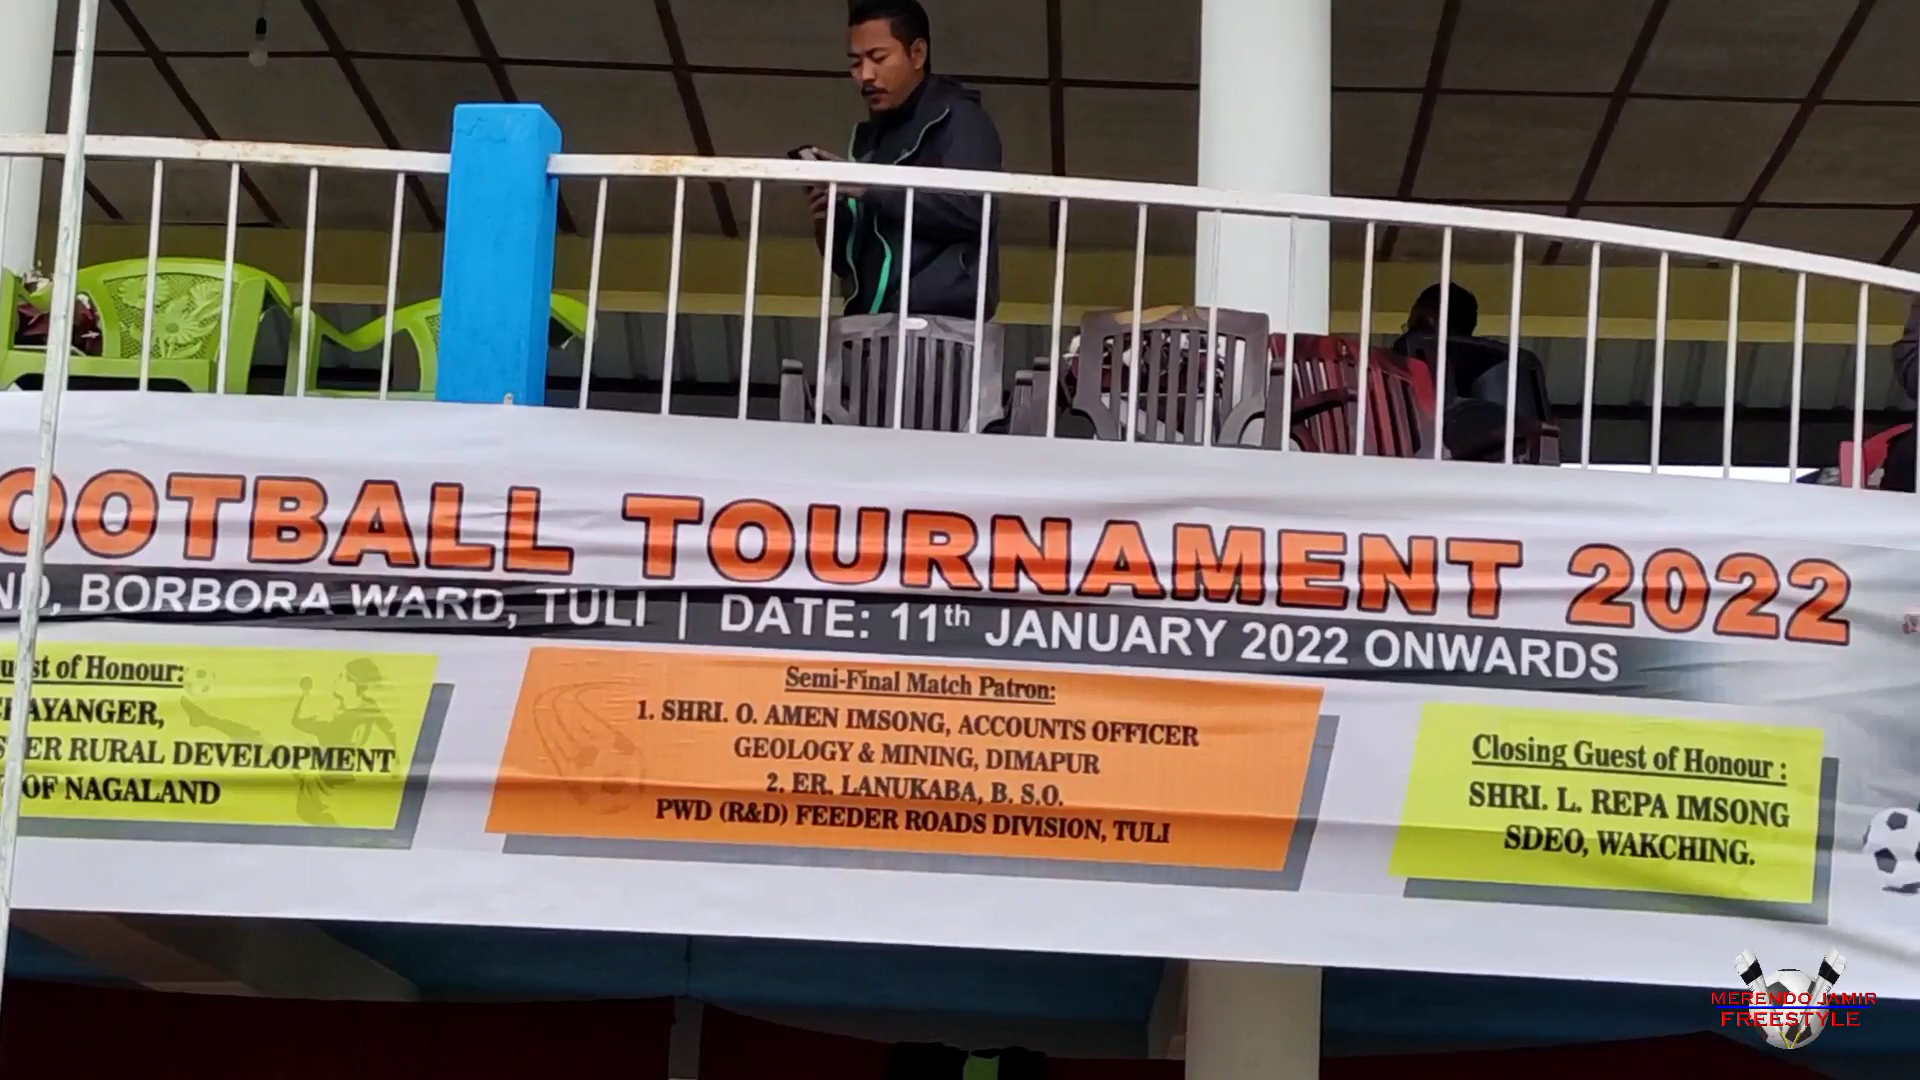 OOTBALL TOURNAMENT 2022
BORBORA WARD, TULI | DATE: 11th JANUARY 2022 ONWARDS
st of Honour:
AYANGER,
ER RURAL DEVELOPMENT
OF NAGALAND
Semi-Final Match Patron:
1. SHRI. O. AMEN IMSONG, ACCOUNTS OFFICER
GEOLOGY & MINING, DIMAPUR
2. ER. LANUKABA, B. S.O.
PWD (R&D) FEEDER ROADS DIVISION, TULI
Closing Guest of Honour :
SHRI. L. REPA IMSONG
SDEO, WAKCHING.
MERENDO JAMIR
FREESTYLE